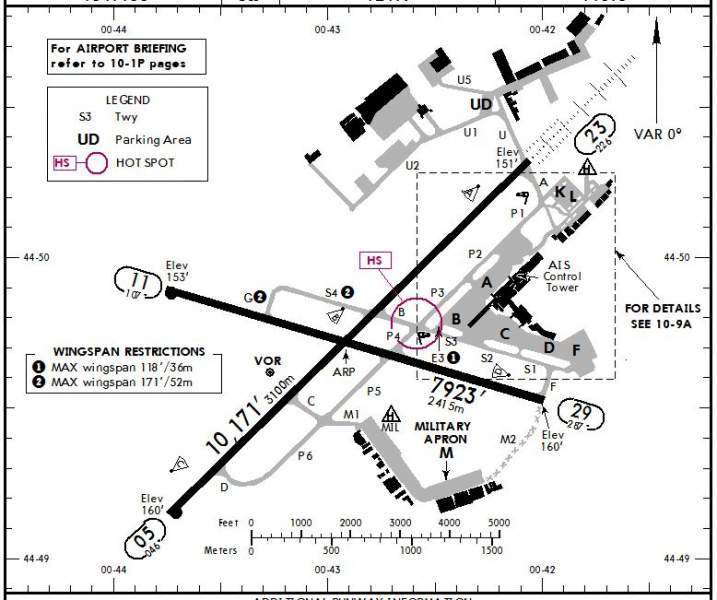 00-44
00-43
00-42
For AIRPORT BRIEFING
refer to 10-1P pages
LEGEND
S3 Twy
UD Parking Area
HS HOT SPOT
U5
UD
U1
U
U2
23
226
VAR 0°
Elev
151'
H
A
K L
P1
44-50
44-50
Elev
153'
11
107
HS
P2
A
AIS
Control
Tower
G 2
S4 2
P3
B
B
C
D
F
FOR DETAILS
SEE 10-9A
P4
S3
E3 1
S2
S1
F
WINGSPAN RESTRICTIONS
1 MAX wingspan 118'/36m
2 MAX wingspan 171'/52m
VOR
ARP
7923'
2415m
29
287
10,171'
3100m
P5
C
M1
H
MIL
MILITARY
APRON
M
M2
Elev
160'
P6
D
Elev
160'
05
046
Feet 0 1000 2000 3000 4000 5000
Meters 0 500 1000 1500
44-49
44-49
00-44
00-43
00-42
ADDITIONAL RUNWAY INFORMATION